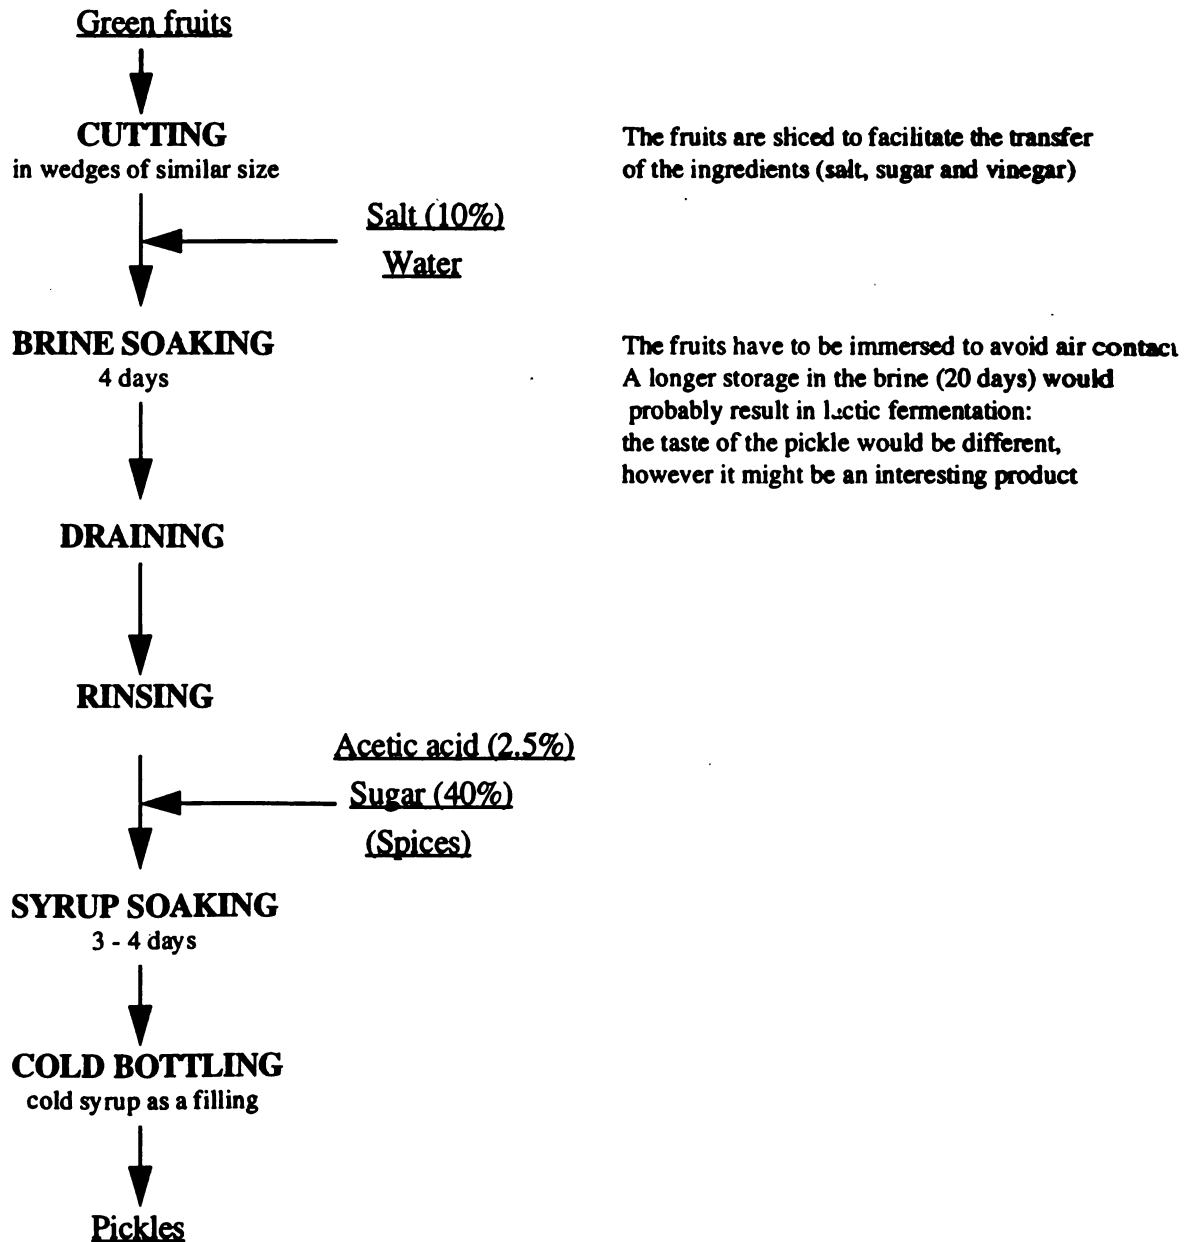 Green fruits
CUTTING
in wedges of similar size
The fruits are sliced to facilitate the transfer
of the ingredients (salt, sugar and vinegar)
Salt (10%)
Water
BRINE SOAKING
4 days
The fruits have to be immersed to avoid air contact
A longer storage in the brine (20 days) would
probably result in lactic fermentation:
the taste of the pickle would be different,
however it might be an interesting product
DRAINING
RINSING
Acetic acid (2.5%)
Sugar (40%)
(Spices)
SYRUP SOAKING
3 - 4 days
COLD BOTTLING
cold syrup as a filling
Pickles